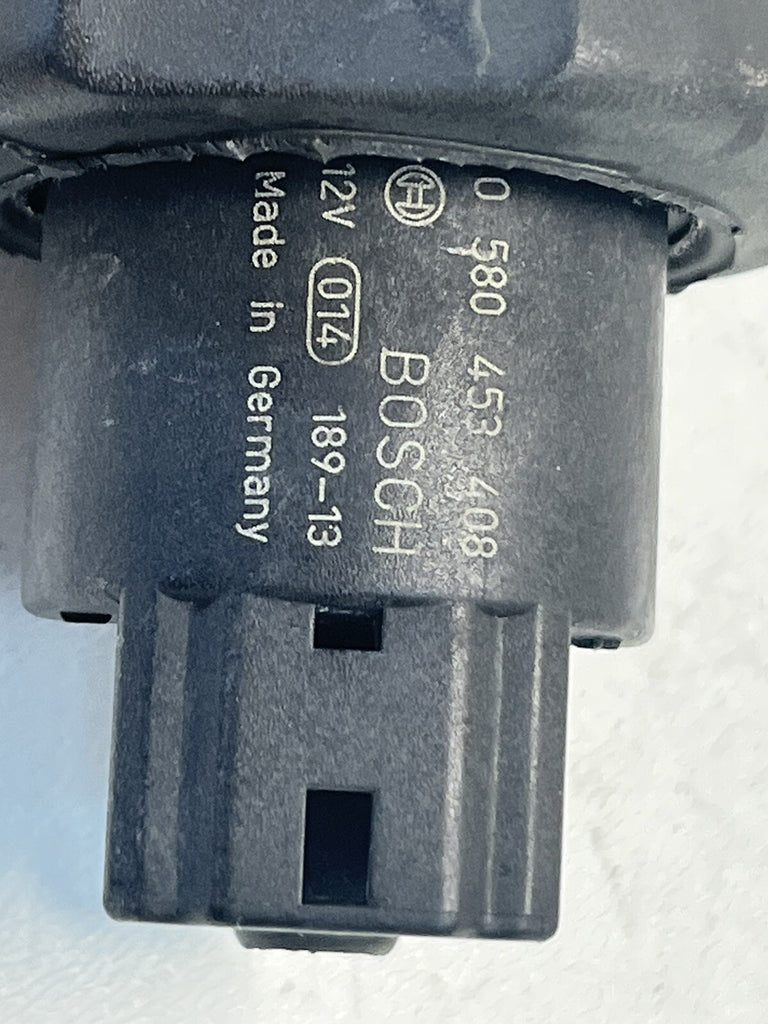 0 580 453 408
BOSCH
12V 014 189-13
Made in Germany